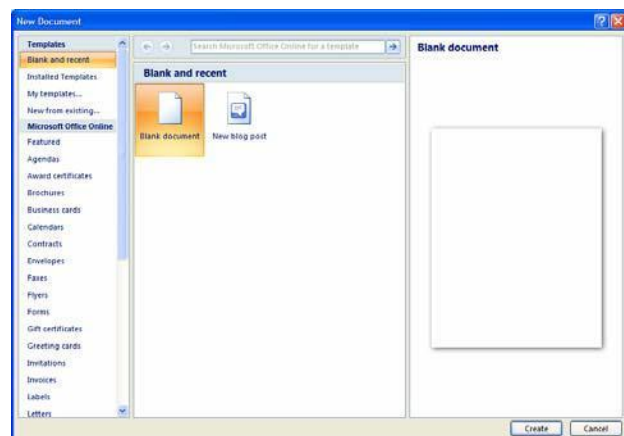 New Document
Templates
Blank and recent
Installed Templates
My templates...
New from existing...
Microsoft Office Online
Featured
Agendas
Award certificates
Brochures
Business cards
Calendars
Contracts
Envelopes
Faxes
Flyers
Forms
Gift certificates
Greeting cards
Invitations
Invoices
Labels
Letters
Search Microsoft Office Online for a template
Blank and recent
Blank document
New blog post
Blank document
Create
Cancel